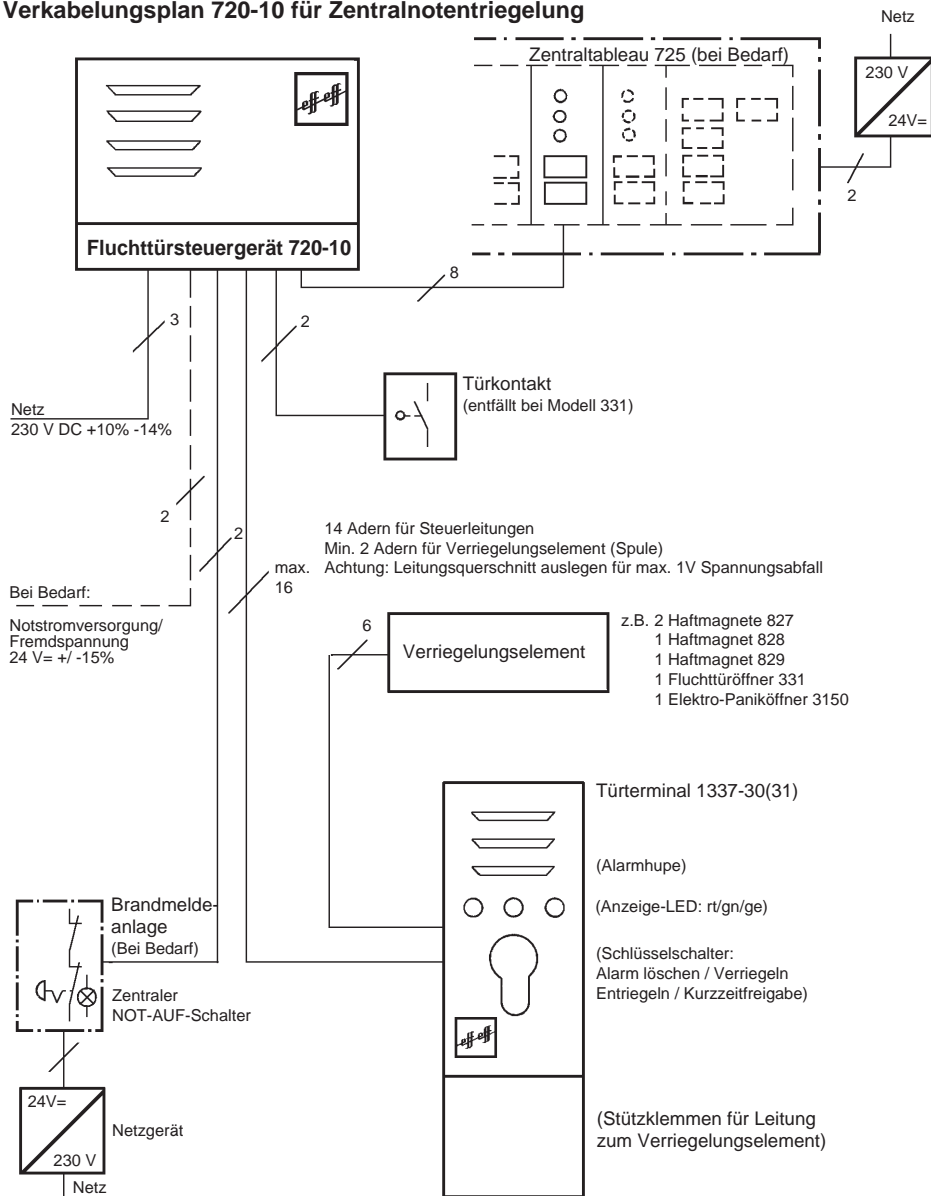 Verkabelungsplan 720-10 für Zentralnotentriegelung
Netz
Zentraltableau 725 (bei Bedarf)
230 V
24V=
2
eff eff
Fluchttürsteuergerät 720-10
8
3
2
Türkontakt
(entfällt bei Modell 331)
Netz
230 V DC +10% -14%
2
2
14 Adern für Steuerleitungen
Min. 2 Adern für Verriegelungselement (Spule)
max. Achtung: Leitungsquerschnitt auslegen für max. 1V Spannungsabfall
16
Bei Bedarf:
Notstromversorgung/
Fremdspannung
24 V= +/ -15%
6
Verriegelungselement
z.B. 2 Haftmagnete 827
1 Haftmagnet 828
1 Haftmagnet 829
1 Fluchttüröffner 331
1 Elektro-Paniköffner 3150
Türterminal 1337-30(31)
(Alarmhupe)
(Anzeige-LED: rt/gn/ge)
(Schlüsselschalter:
Alarm löschen / Verriegeln
Entriegeln / Kurzzeitfreigabe)
eff eff
(Stützklemmen für Leitung
zum Verriegelungselement)
Brandmelde-
anlage
(Bei Bedarf)
Zentraler
NOT-AUF-Schalter
24V=
230 V
Netzgerät
Netz